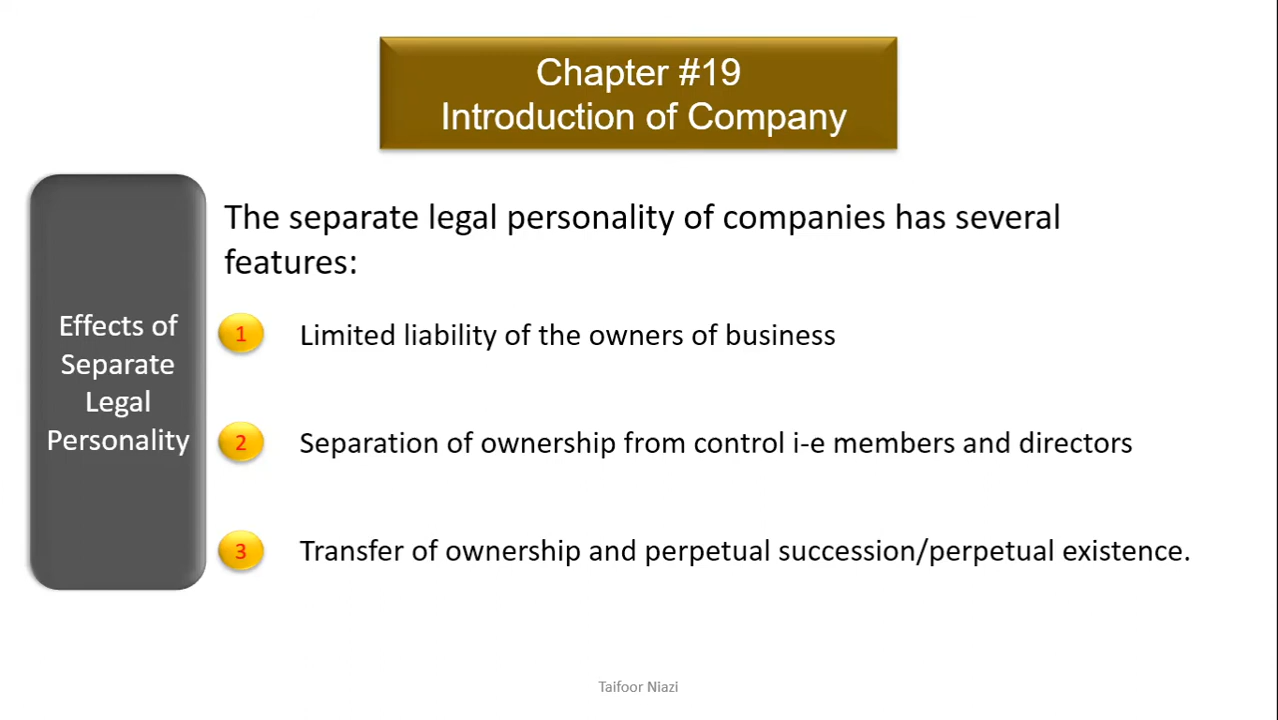 Chapter #19
Introduction of Company
Effects of
Separate
Legal
Personality
The separate legal personality of companies has several
features:
1 Limited liability of the owners of business
2 Separation of ownership from control i-e members and directors
3 Transfer of ownership and perpetual succession/perpetual existence.
Taifoor Niazi